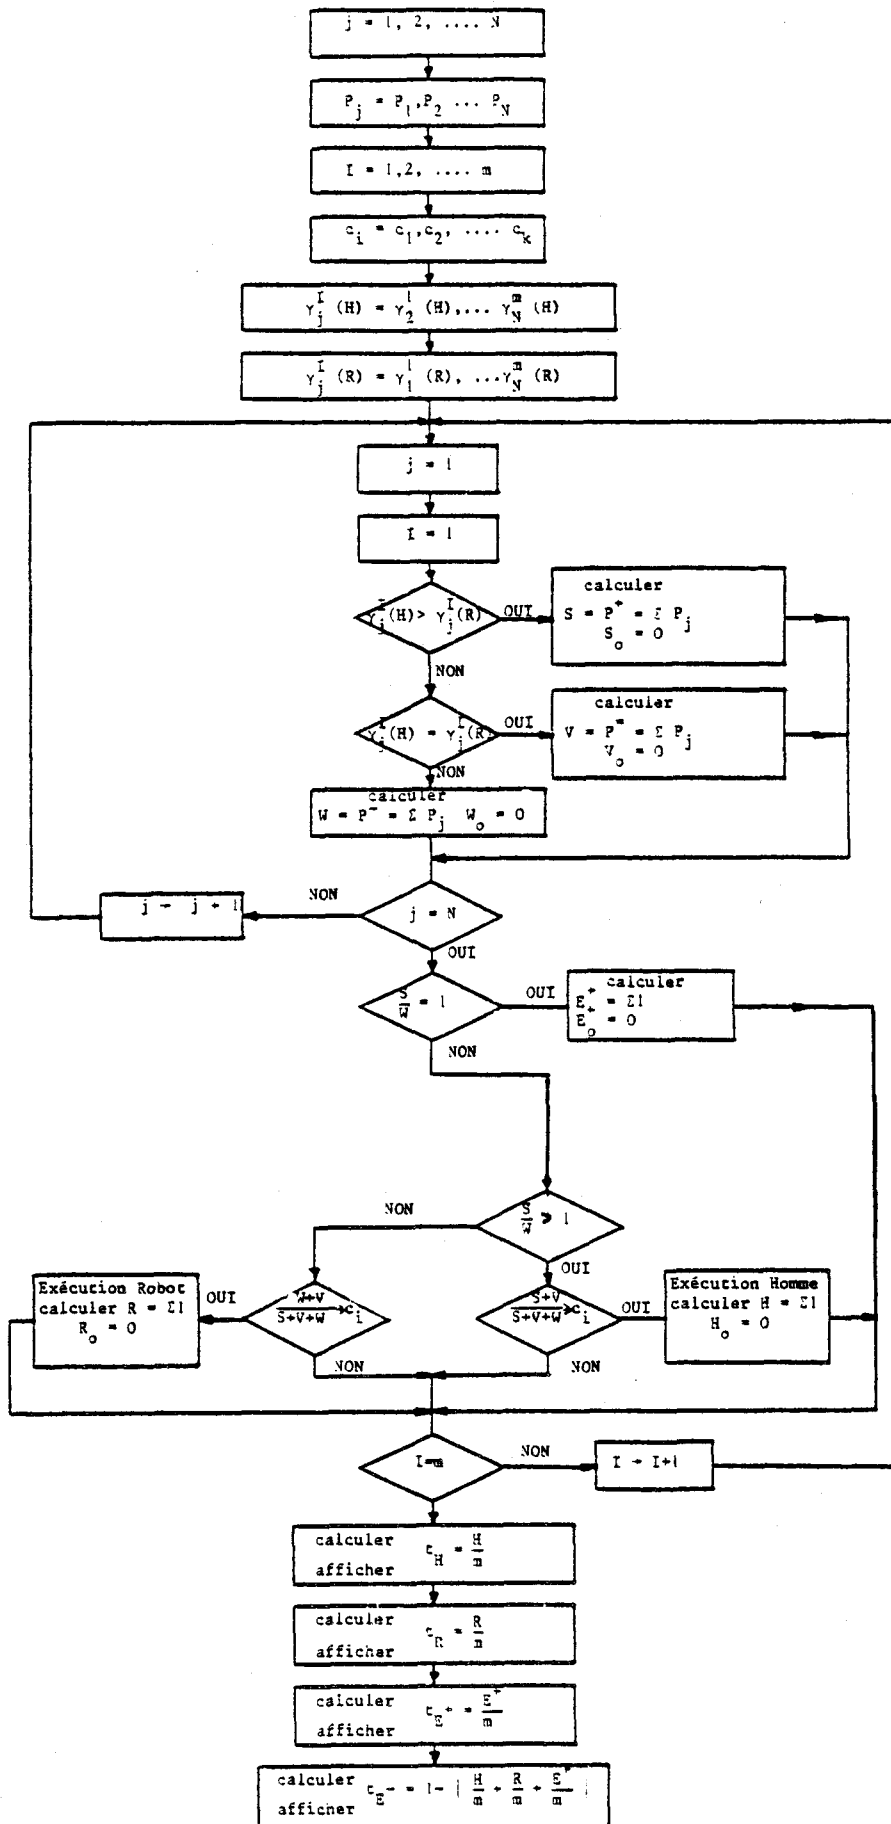 j = 1, 2, .... N
P_j = P_1, P_2 ... P_N
I = 1,2, .... m
c_i = c_1, c_2, .... c_k
γ_j^I (H) = γ_2^1 (H),... γ_N^m (H)
γ_j^I (R) = γ_1^1 (R), ...γ_N^m (R)
j = 1
I = 1
γ_j^I(H) > γ_j^I(R)
OUI
calculer
S = P^+ = Σ P_j
S_o = 0
NON
γ_j^I(H) = γ_j^I(R)
OUI
calculer
V = P^= = Σ P_j
V_o = 0
NON
calculer
W = P^- = Σ P_j W_o = 0
NON
j → j + 1
j = N
OUI
S/W = 1
OUI
calculer
E^+ = Σ1
E_o^+ = 0
NON
NON
S/W > 1
OUI
Exécution Robot
calculer R = Σ1
R_o = 0
OUI
W+V / S+V+W > c_i
S+V / S+V+W > c_i
OUI
Exécution Homme
calculer H = Σ1
H_o = 0
NON
NON
I=m
NON
I → I+1
calculer
afficher
t_H = H/m
calculer
afficher
t_R = R/m
calculer
afficher
t_E^+ = E^+/m
calculer
afficher
t_E^- = 1- | H/m + R/m + E^+/m |